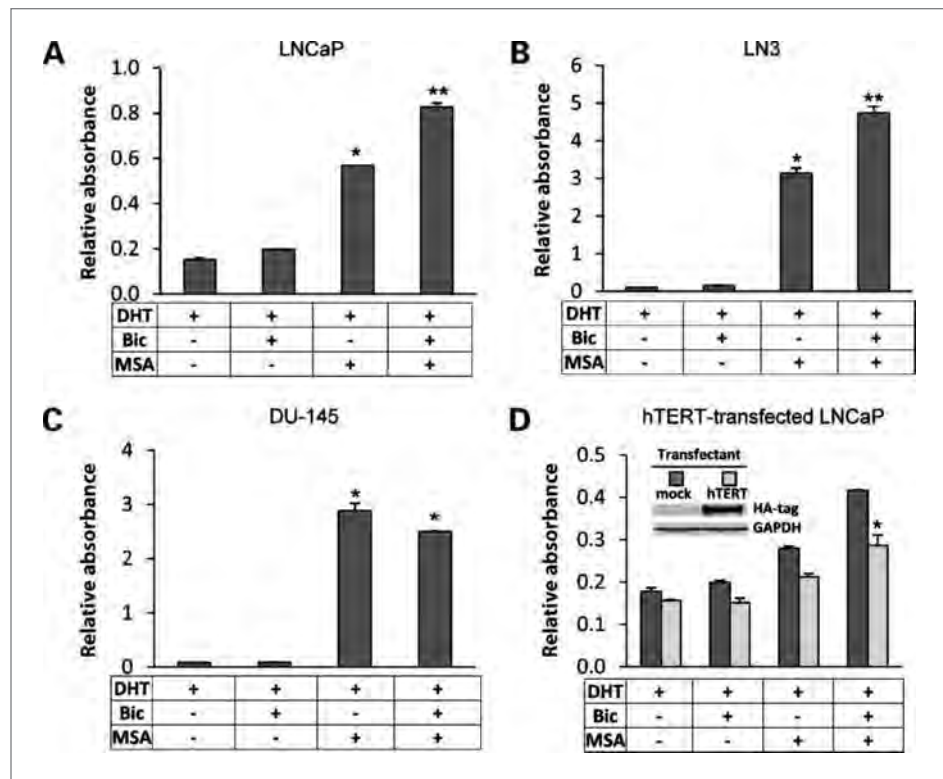 A
LNCaP
Relative absorbance
1.0
0.8
0.6
0.4
0.2
0.0
*
**
DHT + + + +
Bic - + - +
MSA - - + +
B
LN3
Relative absorbance
6
5
4
3
2
1
0
*
**
DHT + + + +
Bic - + - +
MSA - - + +
C
DU-145
Relative absorbance
4
3
2
1
0
*
*
DHT + + + +
Bic - + - +
MSA - - + +
D
hTERT-transfected LNCaP
Relative absorbance
0.5
0.4
0.3
0.2
0.1
0.0
Transfectant
mock hTERT
HA-tag
GAPDH
*
DHT + + + +
Bic - + - +
MSA - - + +